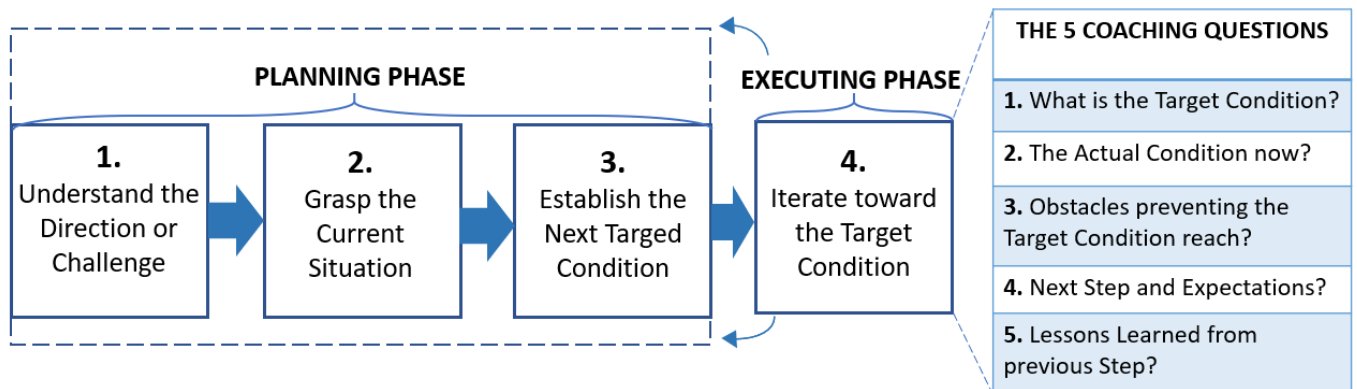 PLANNING PHASE
1.
Understand the
Direction or
Challenge
2.
Grasp the
Current
Situation
3.
Establish the
Next Targed
Condition
EXECUTING PHASE
4.
Iterate toward
the Target
Condition
THE 5 COACHING QUESTIONS
1. What is the Target Condition?
2. The Actual Condition now?
3. Obstacles preventing the
Target Condition reach?
4. Next Step and Expectations?
5. Lessons Learned from
previous Step?